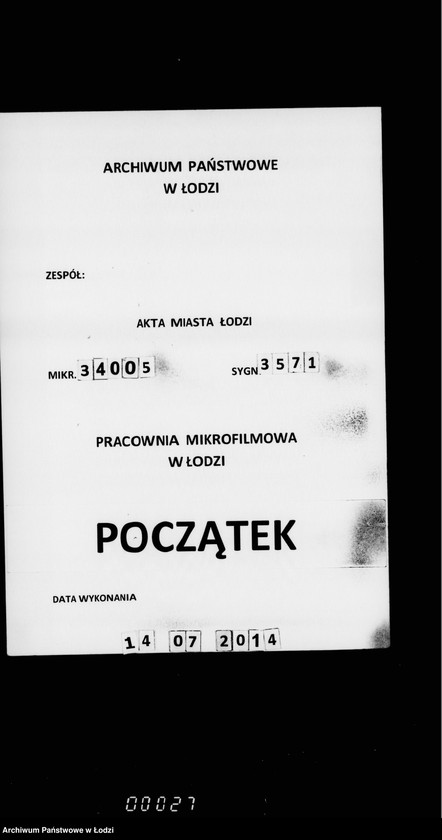 ARCHIWUM PAŃSTWOWE
W ŁODZI
ZESPÓŁ:
AKTA MIASTA ŁODZI
MIKR. 34005 SYGN. 3571
PRACOWNIA MIKROFILMOWA
W ŁODZI
POCZĄTEK
DATA WYKONANIA
14 07 2014
00027
Archiwum Państwowe w Łodzi